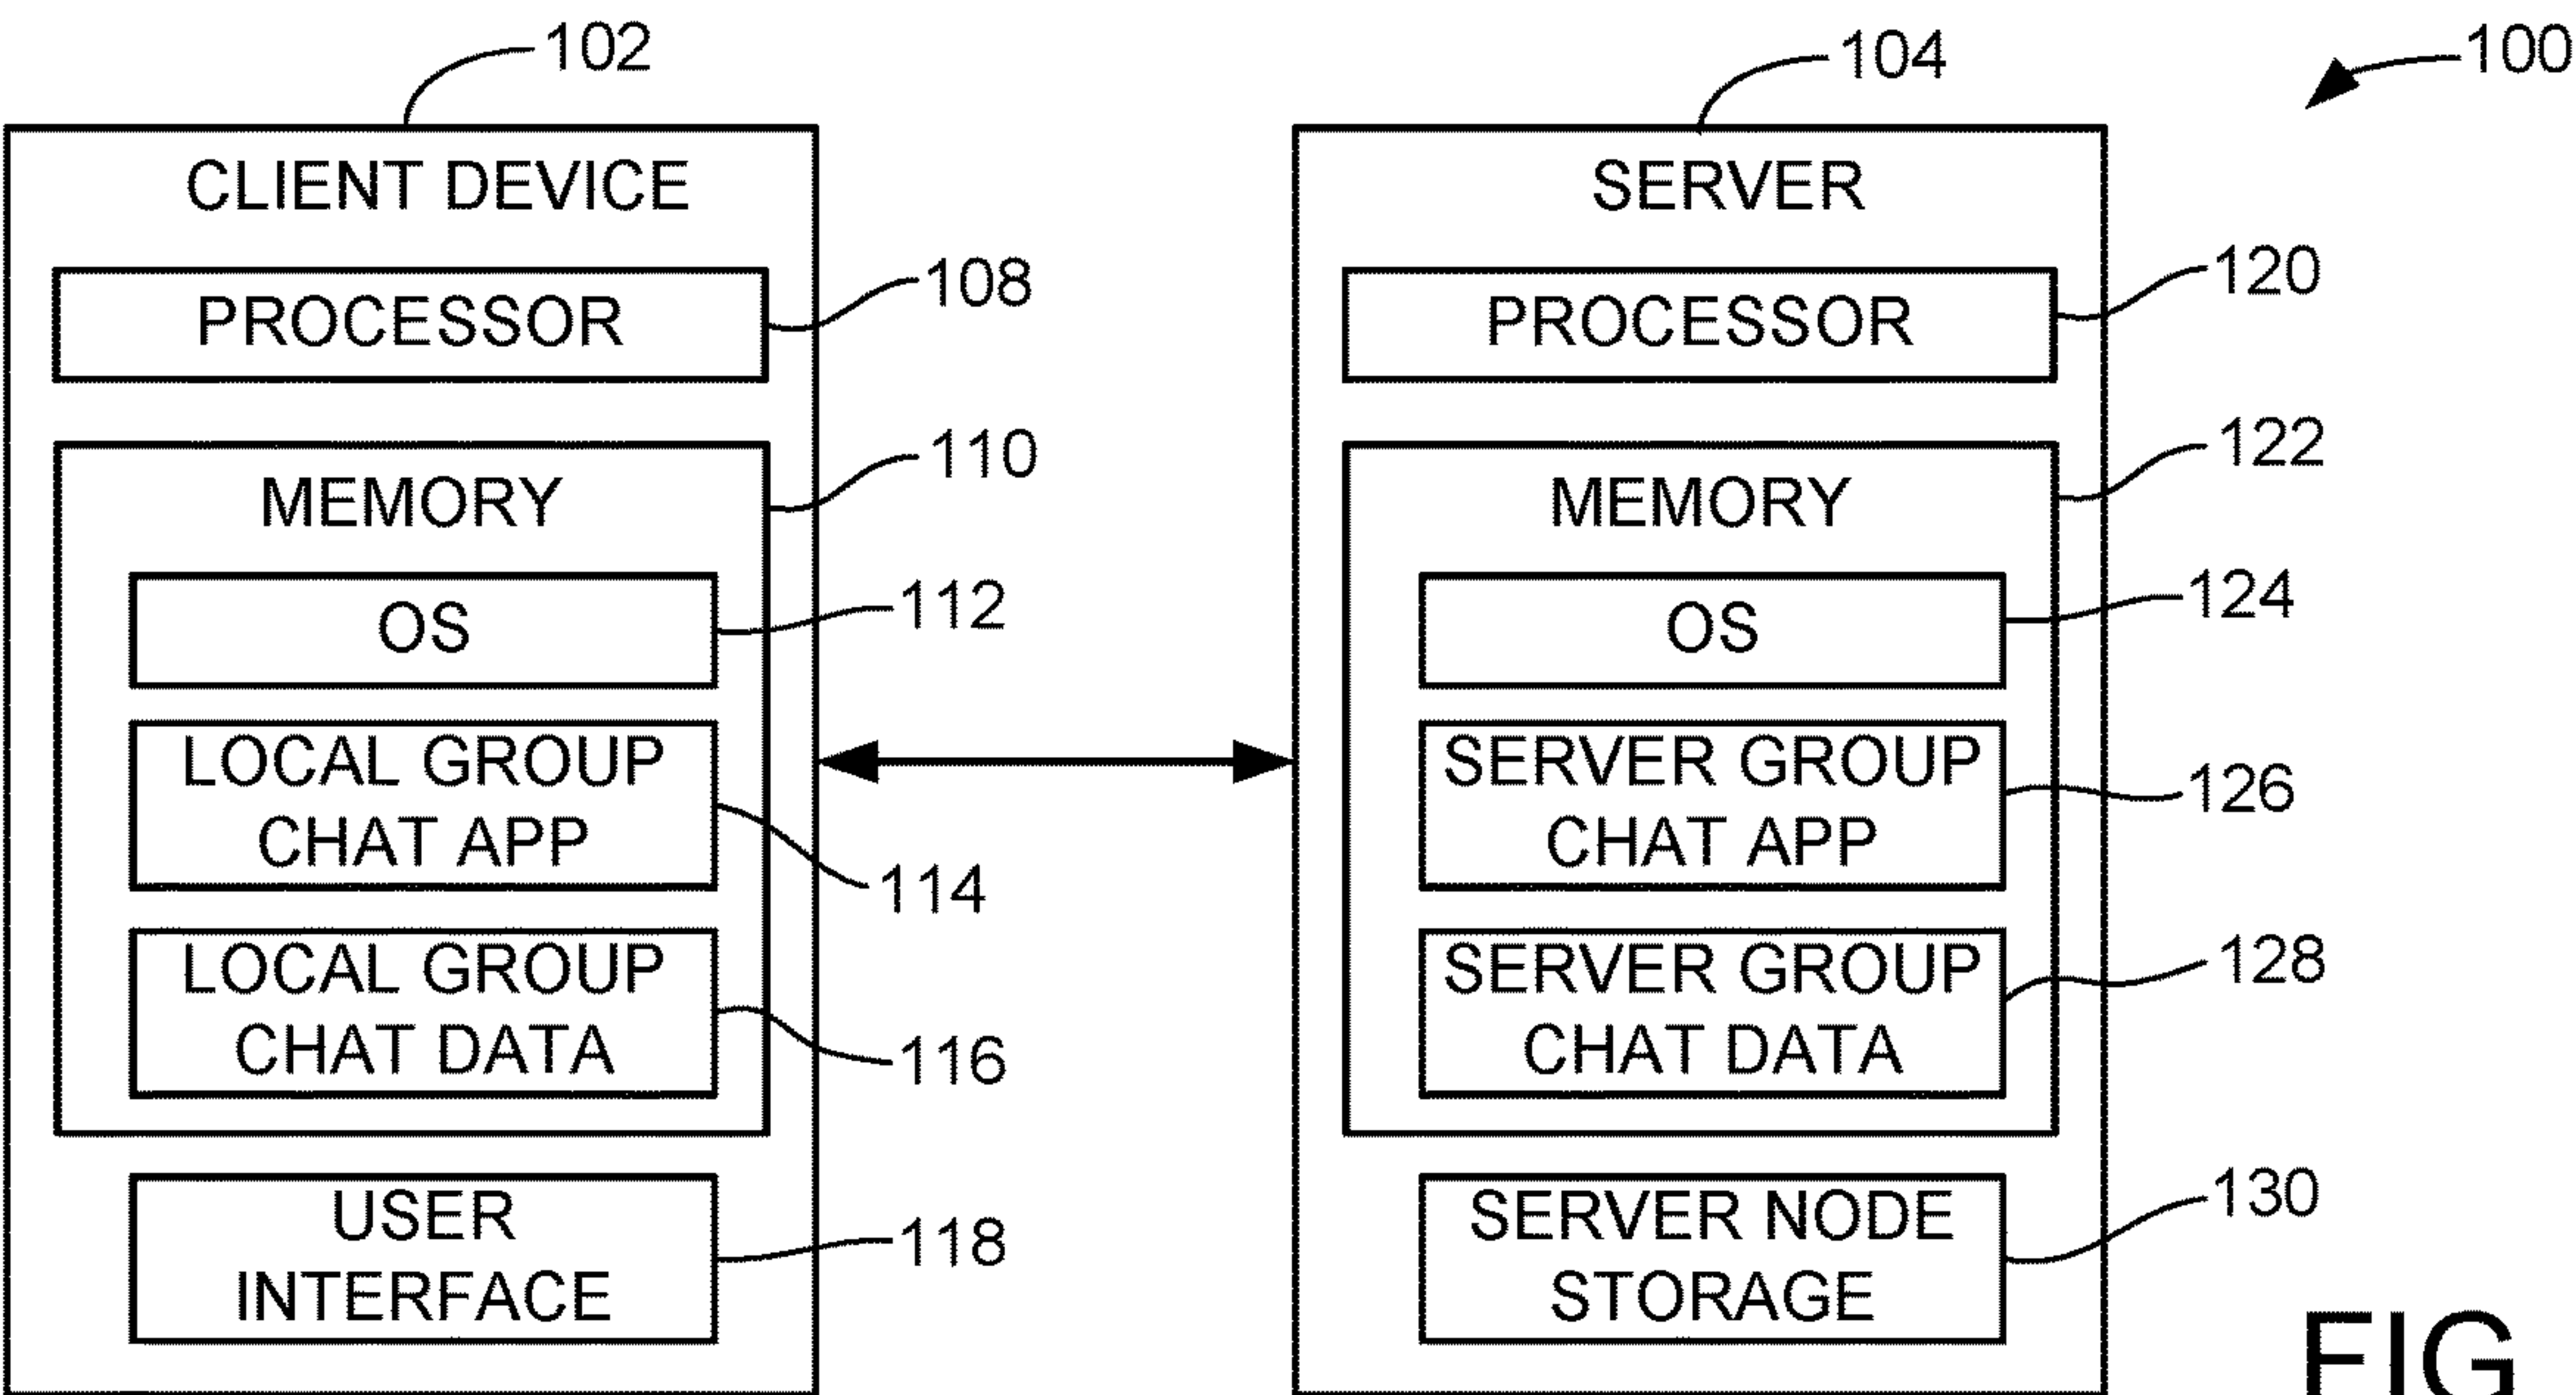 102
104
100
CLIENT DEVICE
PROCESSOR
108
MEMORY
110
OS
112
LOCAL GROUP
CHAT APP
114
LOCAL GROUP
CHAT DATA
116
USER
INTERFACE
118
SERVER
PROCESSOR
120
MEMORY
122
OS
124
SERVER GROUP
CHAT APP
126
SERVER GROUP
CHAT DATA
128
SERVER NODE
STORAGE
130
FIG